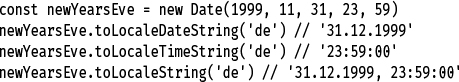 const newYearsEve = new Date(1999, 11, 31, 23, 59)
newYearsEve.toLocaleDateString('de') // '31.12.1999'
newYearsEve.toLocaleTimeString('de') // '23:59:00'
newYearsEve.toLocaleString('de') // '31.12.1999, 23:59:00'